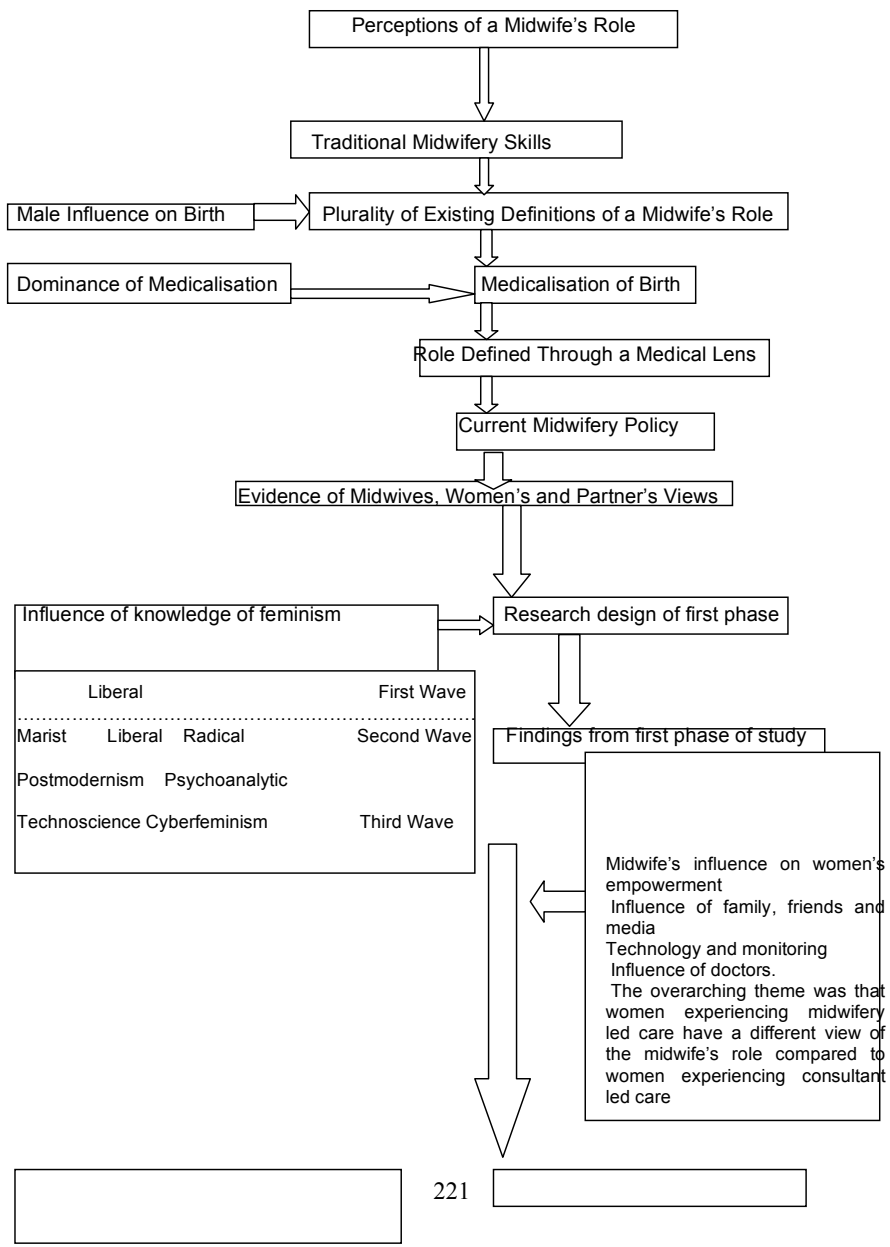 Perceptions of a Midwife’s Role
Traditional Midwifery Skills
Male Influence on Birth
Plurality of Existing Definitions of a Midwife’s Role
Dominance of Medicalisation
Medicalisation of Birth
Role Defined Through a Medical Lens
Current Midwifery Policy
Evidence of Midwives, Women’s and Partner’s Views
Influence of knowledge of feminism
Research design of first phase
Liberal First Wave
Marist Liberal Radical Second Wave
Postmodernism Psychoanalytic
Technoscience Cyberfeminism Third Wave
Findings from first phase of study
Midwife’s influence on women’s
empowerment
Influence of family, friends and
media
Technology and monitoring
Influence of doctors.
The overarching theme was that
women experiencing midwifery
led care have a different view of
the midwife’s role compared to
women experiencing consultant
led care
221